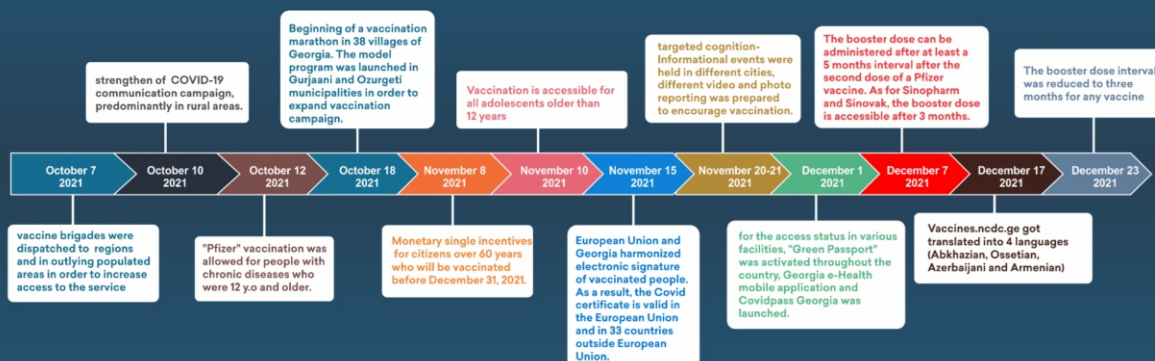 strengthen of COVID-19
communication campaign,
predominantly in rural areas.
Beginning of a vaccination
marathon in 38 villages of
Georgia. The model
program was launched in
Gurjaani and Ozurgeti
municipalities in order to
expand vaccination
campaign.
Vaccination is accessible for
all adolescents older than
12 years
targeted cognition-
Informational events were
held in different cities,
different video and photo
reporting was prepared
to encourage vaccination.
The booster dose can be
administered after at least a
5 months interval after the
second dose of a Pfizer
vaccine. As for Sinopharm
and Sinovak, the booster dose
is accessible after 3 months.
The booster dose interval
was reduced to three
months for any vaccine
October 7
2021
October 10
2021
October 12
2021
October 18
2021
November 8
2021
November 10
2021
November 15
2021
November 20-21
2021
December 1
2021
December 7
2021
December 17
2021
December 23
2021
vaccine brigades were
dispatched to regions
and in outlying populated
areas in order to increase
access to the service
"Pfizer" vaccination was
allowed for people with
chronic diseases who
were 12 y.o and older.
Monetary single incentives
for citizens over 60 years
who will be vaccinated
before December 31, 2021.
European Union and
Georgia harmonized
electronic signature
of vaccinated people.
As a result, the Covid
certificate is valid in
the European Union
and in 33 countries
outside European
Union.
for the access status in various
facilities, "Green Passport"
was activated throughout the
country, Georgia e-Health
mobile application and
Covidpass Georgia was
launched.
Vaccines.ncdc.ge got
translated into 4 languages
(Abkhazian, Ossetian,
Azerbaijani and Armenian)